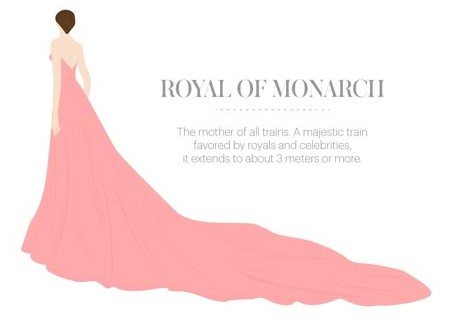 ROYAL OF MONARCH
The mother of all trains. A majestic train
favored by royals and celebrities,
it extends to about 3 meters or more.